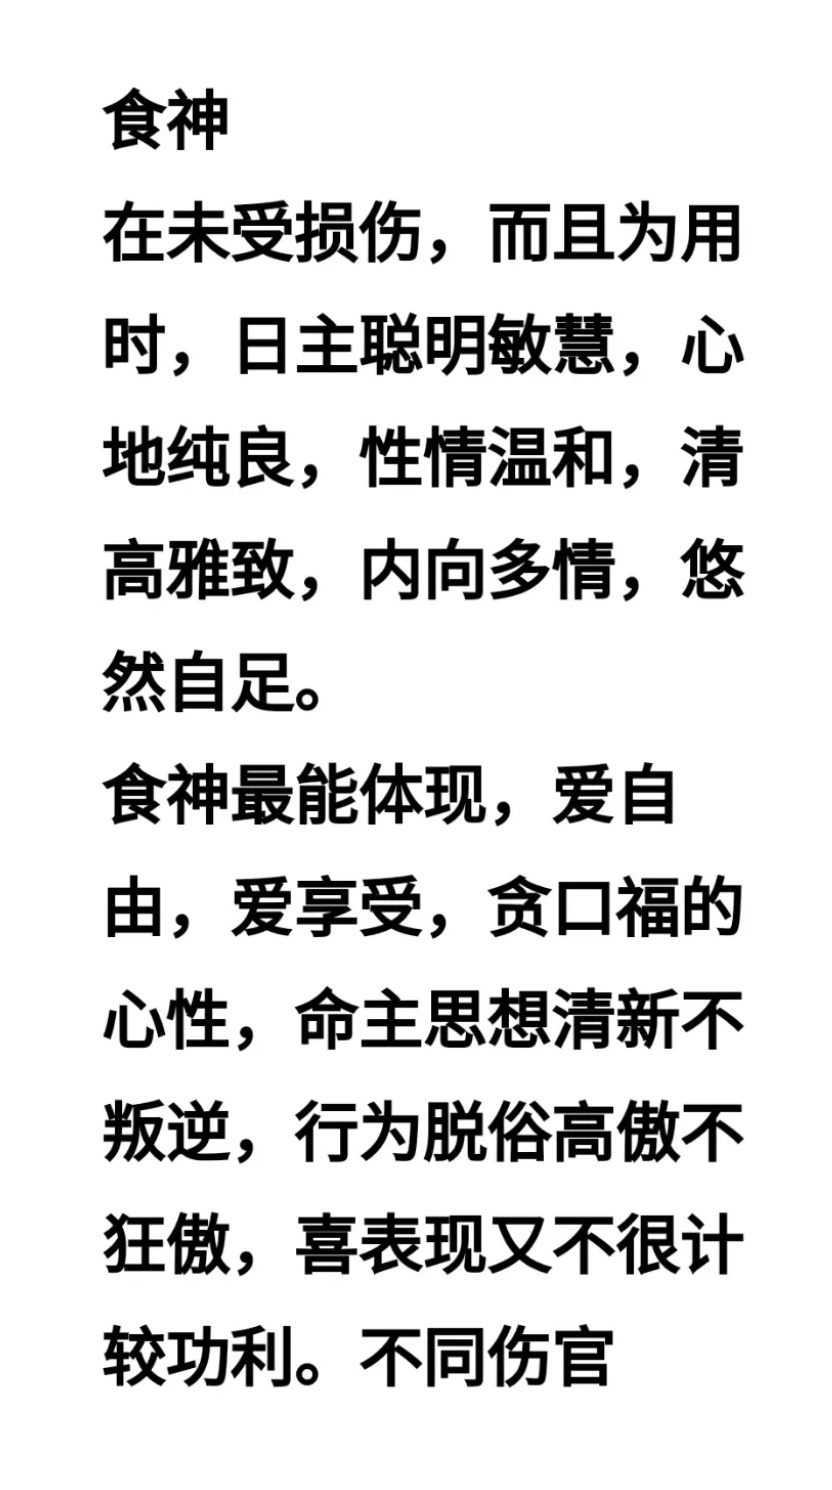 食神
在未受损伤，而且为用
时，日主聪明敏慧，心
地纯良，性情温和，清
高雅致，内向多情，悠
然自足。
食神最能体现，爱自
由，爱享受，贪口福的
心性，命主思想清新不
叛逆，行为脱俗高傲不
狂傲，喜表现又不很计
较功利。不同伤官